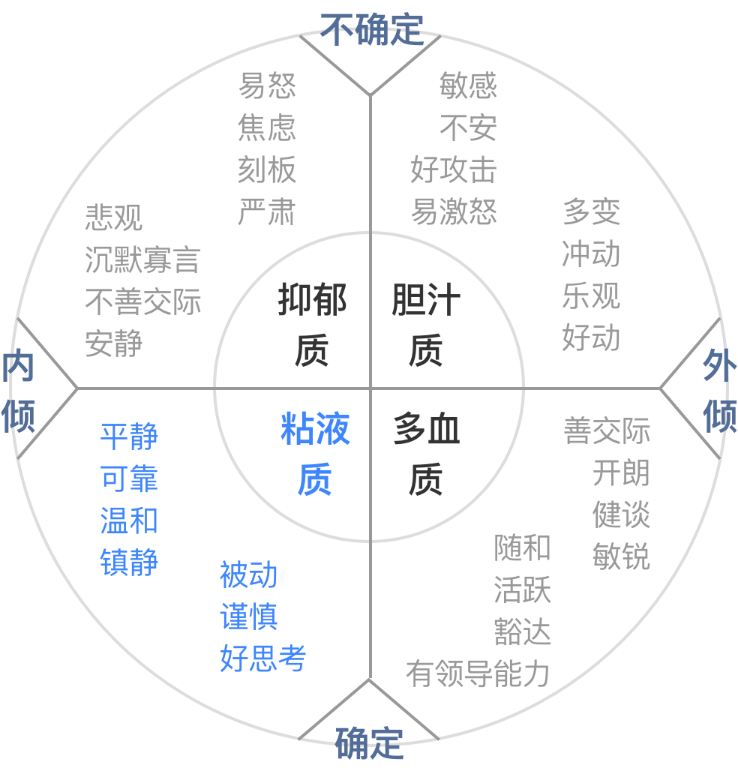 不确定
易怒
焦虑
刻板
严肃
敏感
不安
好攻击
易激怒
悲观
沉默寡言
不善交际
安静
多变
冲动
乐观
好动
抑郁
质
胆汁
质
内
倾
外
倾
粘液
质
多血
质
平静
可靠
温和
镇静
被动
谨慎
好思考
善交际
开朗
健谈
敏锐
随和
活跃
豁达
有领导能力
确定